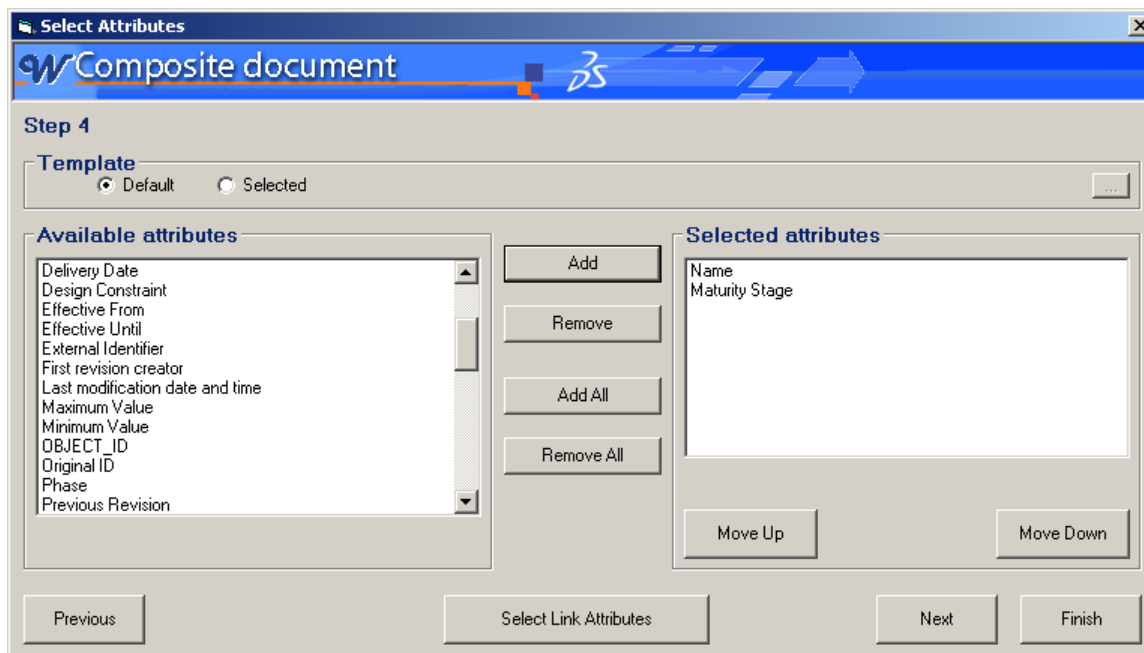 Select Attributes
W Composite document
3DS
Step 4
Template
Default
Selected
...
Available attributes
Delivery Date
Design Constraint
Effective From
Effective Until
External Identifier
First revision creator
Last modification date and time
Maximum Value
Minimum Value
OBJECT_ID
Original ID
Phase
Previous Revision
Add
Remove
Add All
Remove All
Selected attributes
Name
Maturity Stage
Move Up
Move Down
Previous
Select Link Attributes
Next
Finish